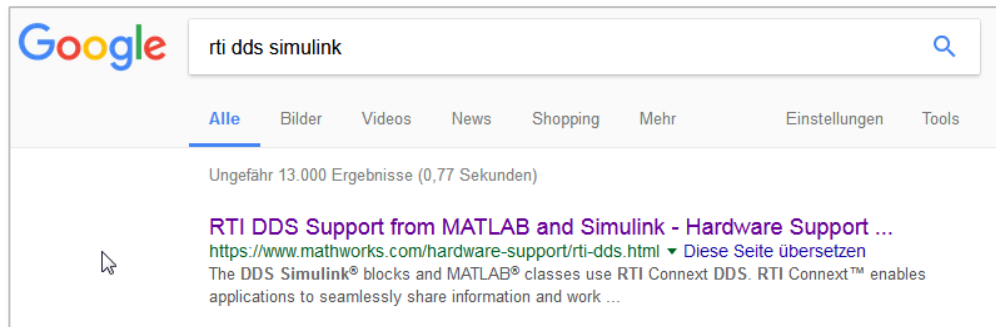 Google rti dds simulink
Alle Bilder Videos News Shopping Mehr Einstellungen Tools
Ungefähr 13.000 Ergebnisse (0,77 Sekunden)
RTI DDS Support from MATLAB and Simulink - Hardware Support ...
https://www.mathworks.com/hardware-support/rti-dds.html ▾ Diese Seite übersetzen
The DDS Simulink® blocks and MATLAB® classes use RTI Connext DDS. RTI Connext™ enables
applications to seamlessly share information and work ...